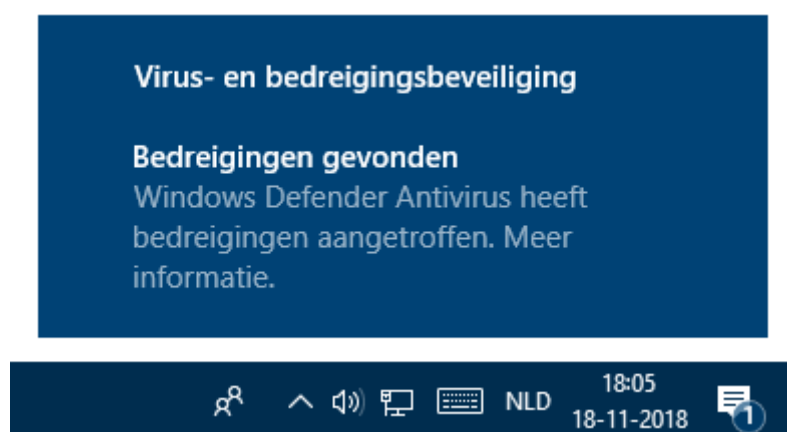 Virus- en bedreigingsbeveiliging
Bedreigingen gevonden
Windows Defender Antivirus heeft
bedreigingen aangetroffen. Meer
informatie.
18:05
NLD
18-11-2018
1